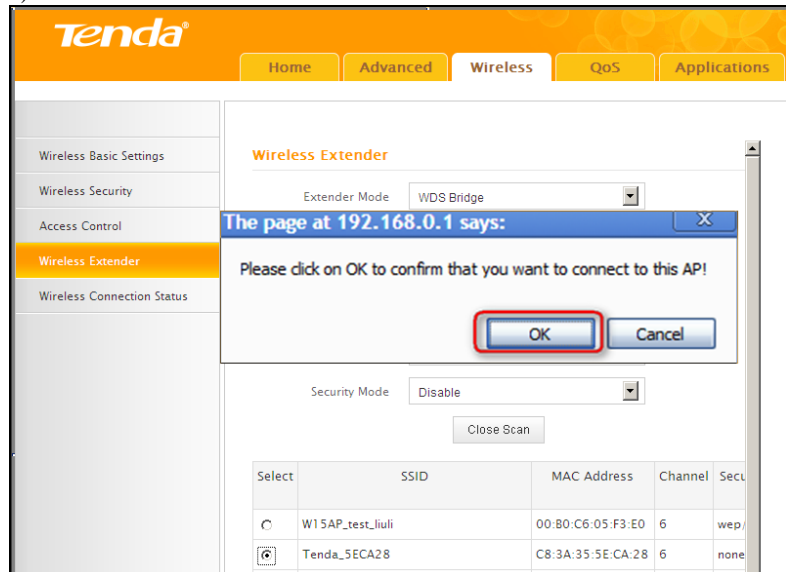 Tenda®
Home Advanced Wireless QoS Applications
Wireless Basic Settings
Wireless Security
Access Control
Wireless Extender
Wireless Connection Status
Wireless Extender
Extender Mode WDS Bridge
The page at 192.168.0.1 says: X
Please click on OK to confirm that you want to connect to this AP!
OK Cancel
Security Mode Disable
Close Scan
Select SSID MAC Address Channel
W15AP_test_liuli 00:B0:C6:05:F3:E0 6 wep/
Tenda_5ECA28 C8:3A:35:5E:CA:28 6 none